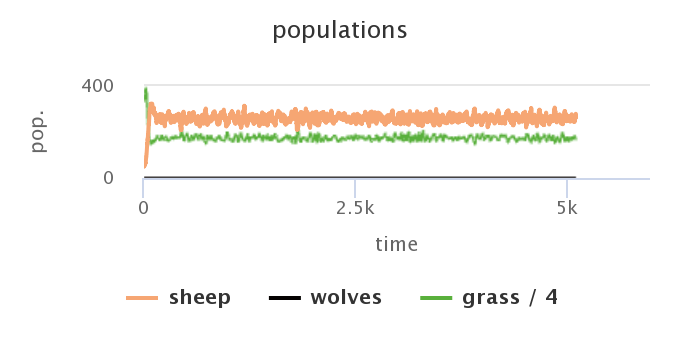 populations
400
pop.
0
0 2.5k 5k
time
sheep wolves grass / 4